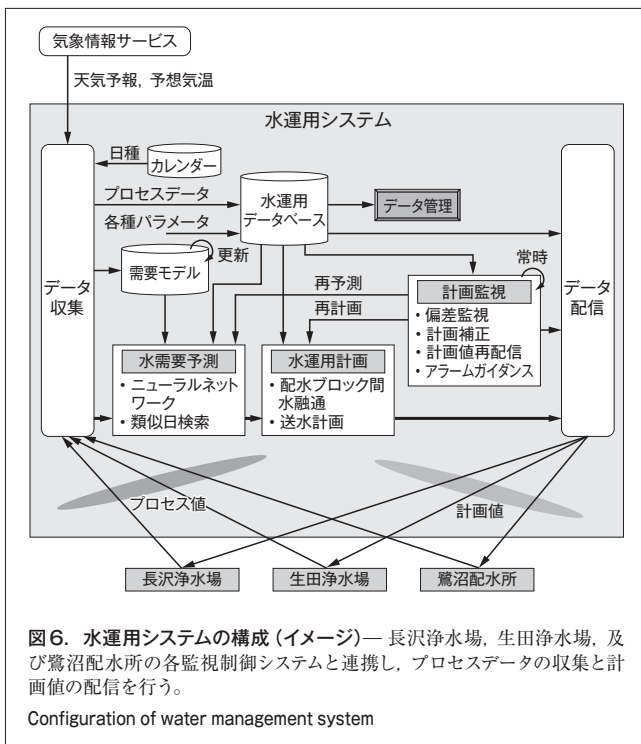 気象情報サービス
天気予報，予想気温
水運用システム
日種
カレンダー
プロセスデータ
水運用
データベース
データ管理
各種パラメータ
更新
需要モデル
データ
収集
常時
データ
配信
再予測
再計画
計画監視
・偏差監視
・計画補正
・計画値再配信
・アラームガイダンス
水需要予測
・ニューラルネット
ワーク
・類似日検索
水運用計画
・配水ブロック間
水融通
・送水計画
プロセス値
計画値
長沢浄水場
生田浄水場
鷺沼配水所
図6．水運用システムの構成（イメージ）— 長沢浄水場，生田浄水場，及
び鷺沼配水所の各監視制御システムと連携し，プロセスデータの収集と計
画値の配信を行う。
Configuration of water management system